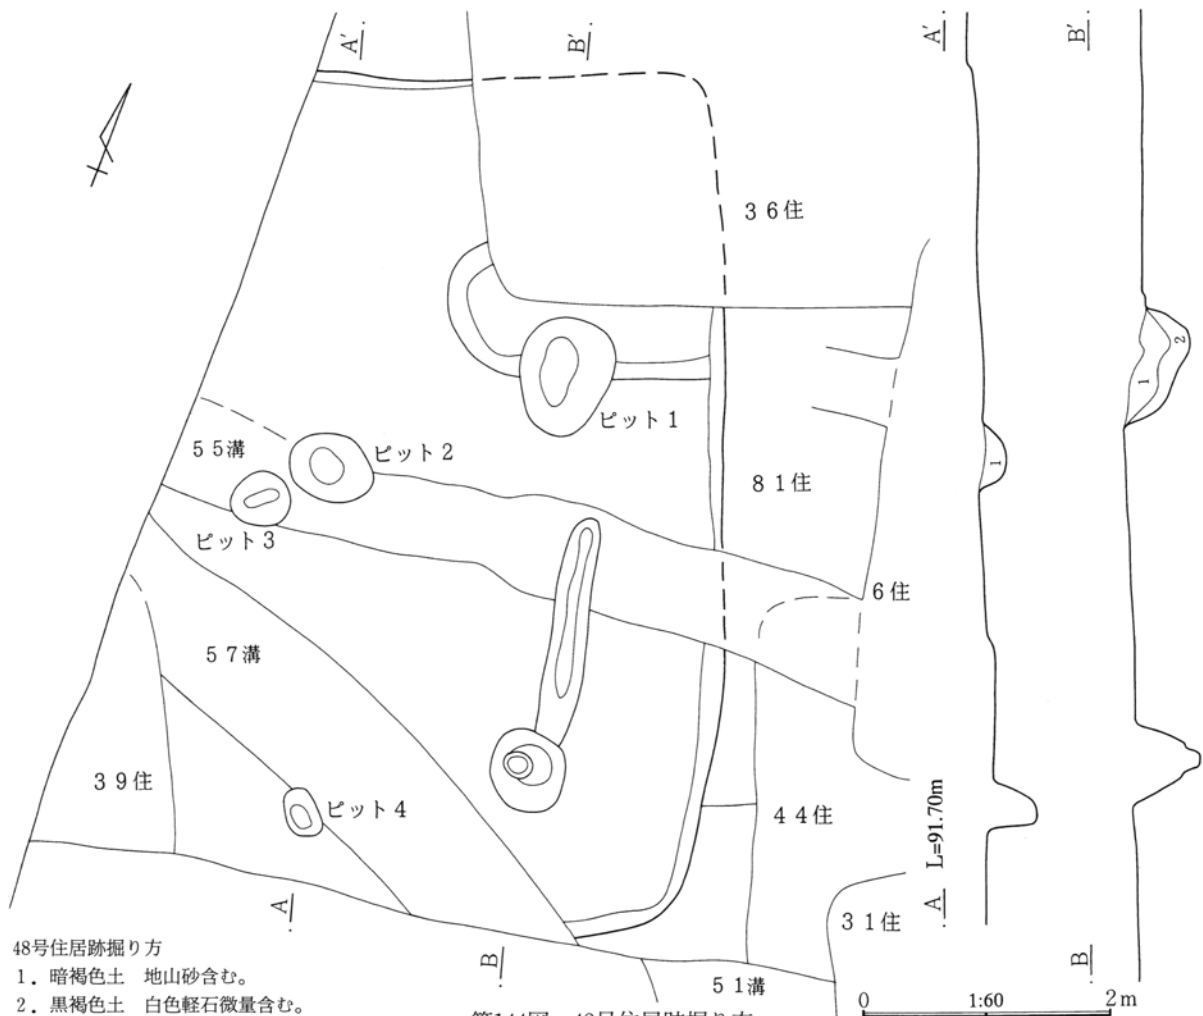 A'
B'
A'
B'
36住
ピット1
55溝
ピット2
81住
ピット3
6住
57溝
39住
ピット4
44住
L=91.70m
A
A
31住
B
B
51溝
1
2
1
48号住居跡掘り方
1．暗褐色土　地山砂含む。
2．黒褐色土　白色軽石微量含む。
0 1:60 2m